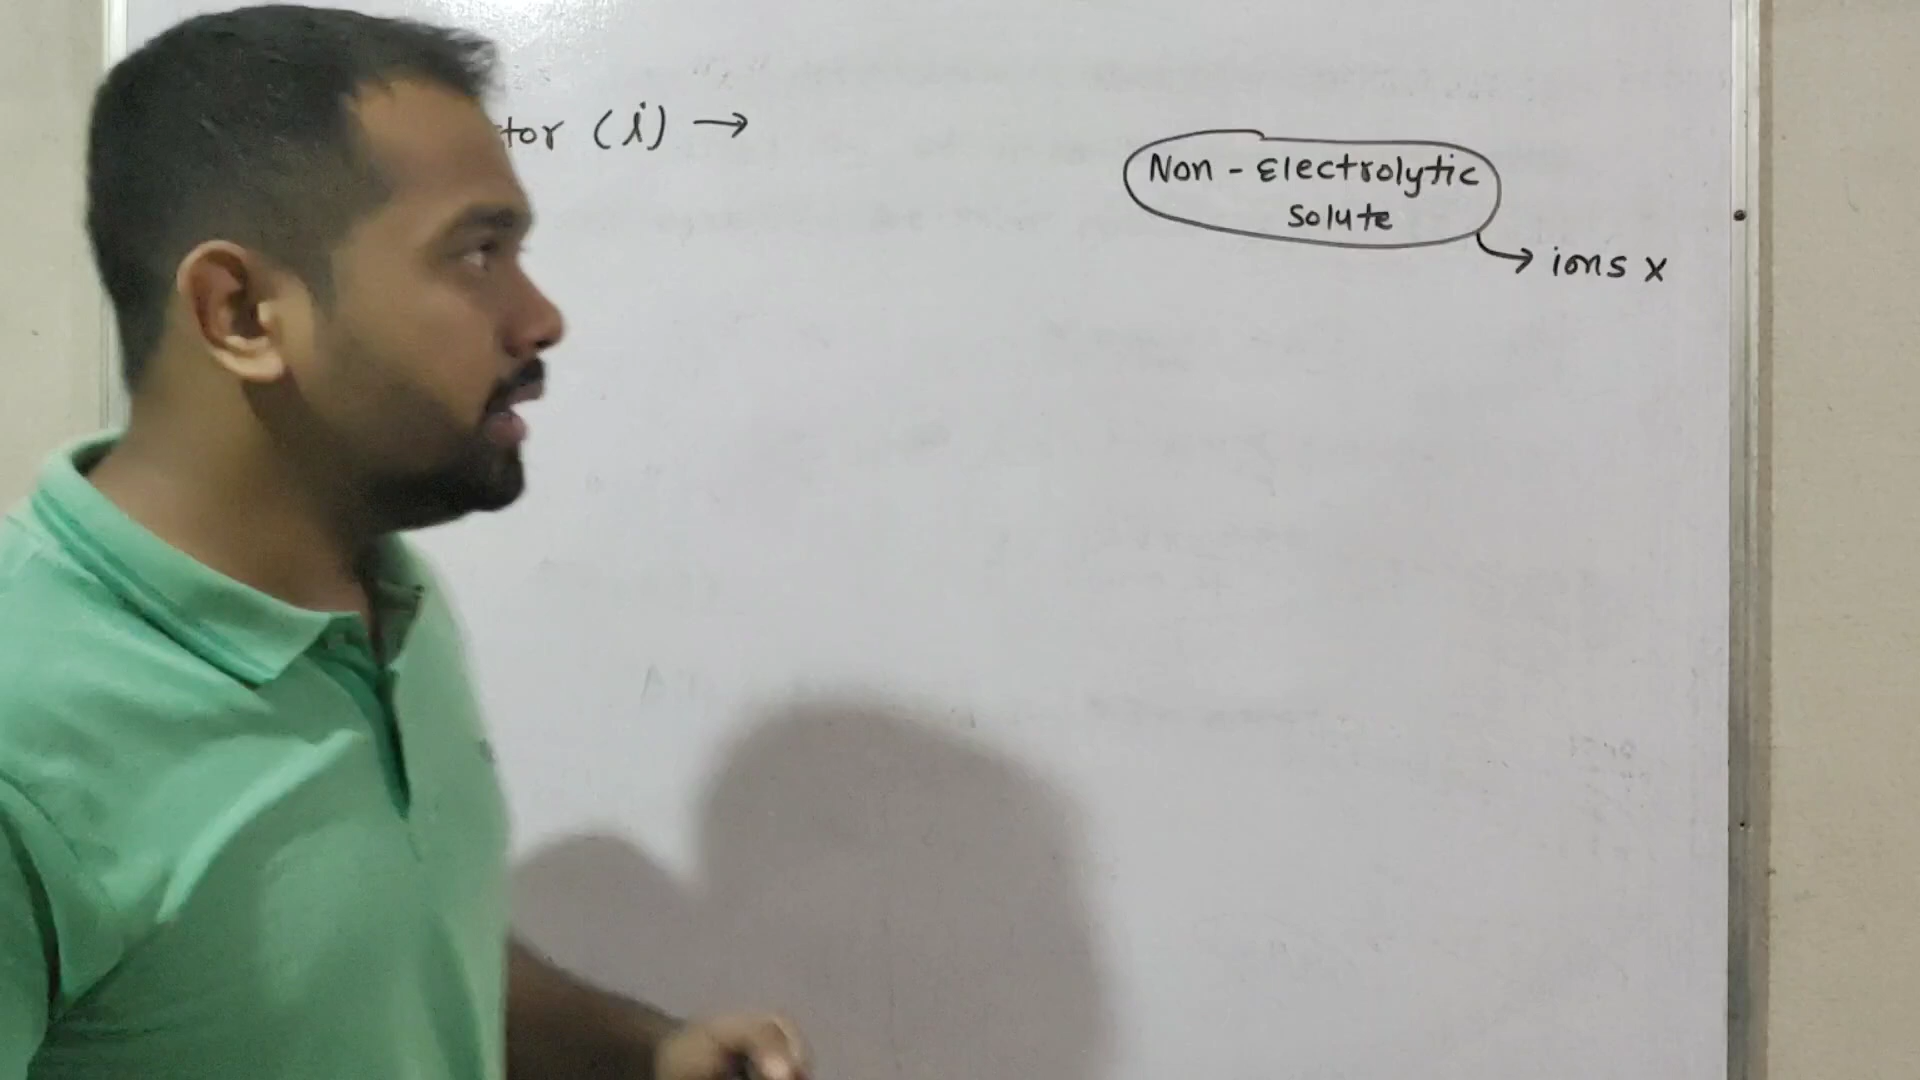 tor (i) →
Non - Electrolytic
Solute
→ ions x